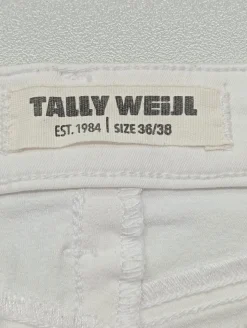 TALLY WEIJL
EST. 1984 | SIZE 36/38